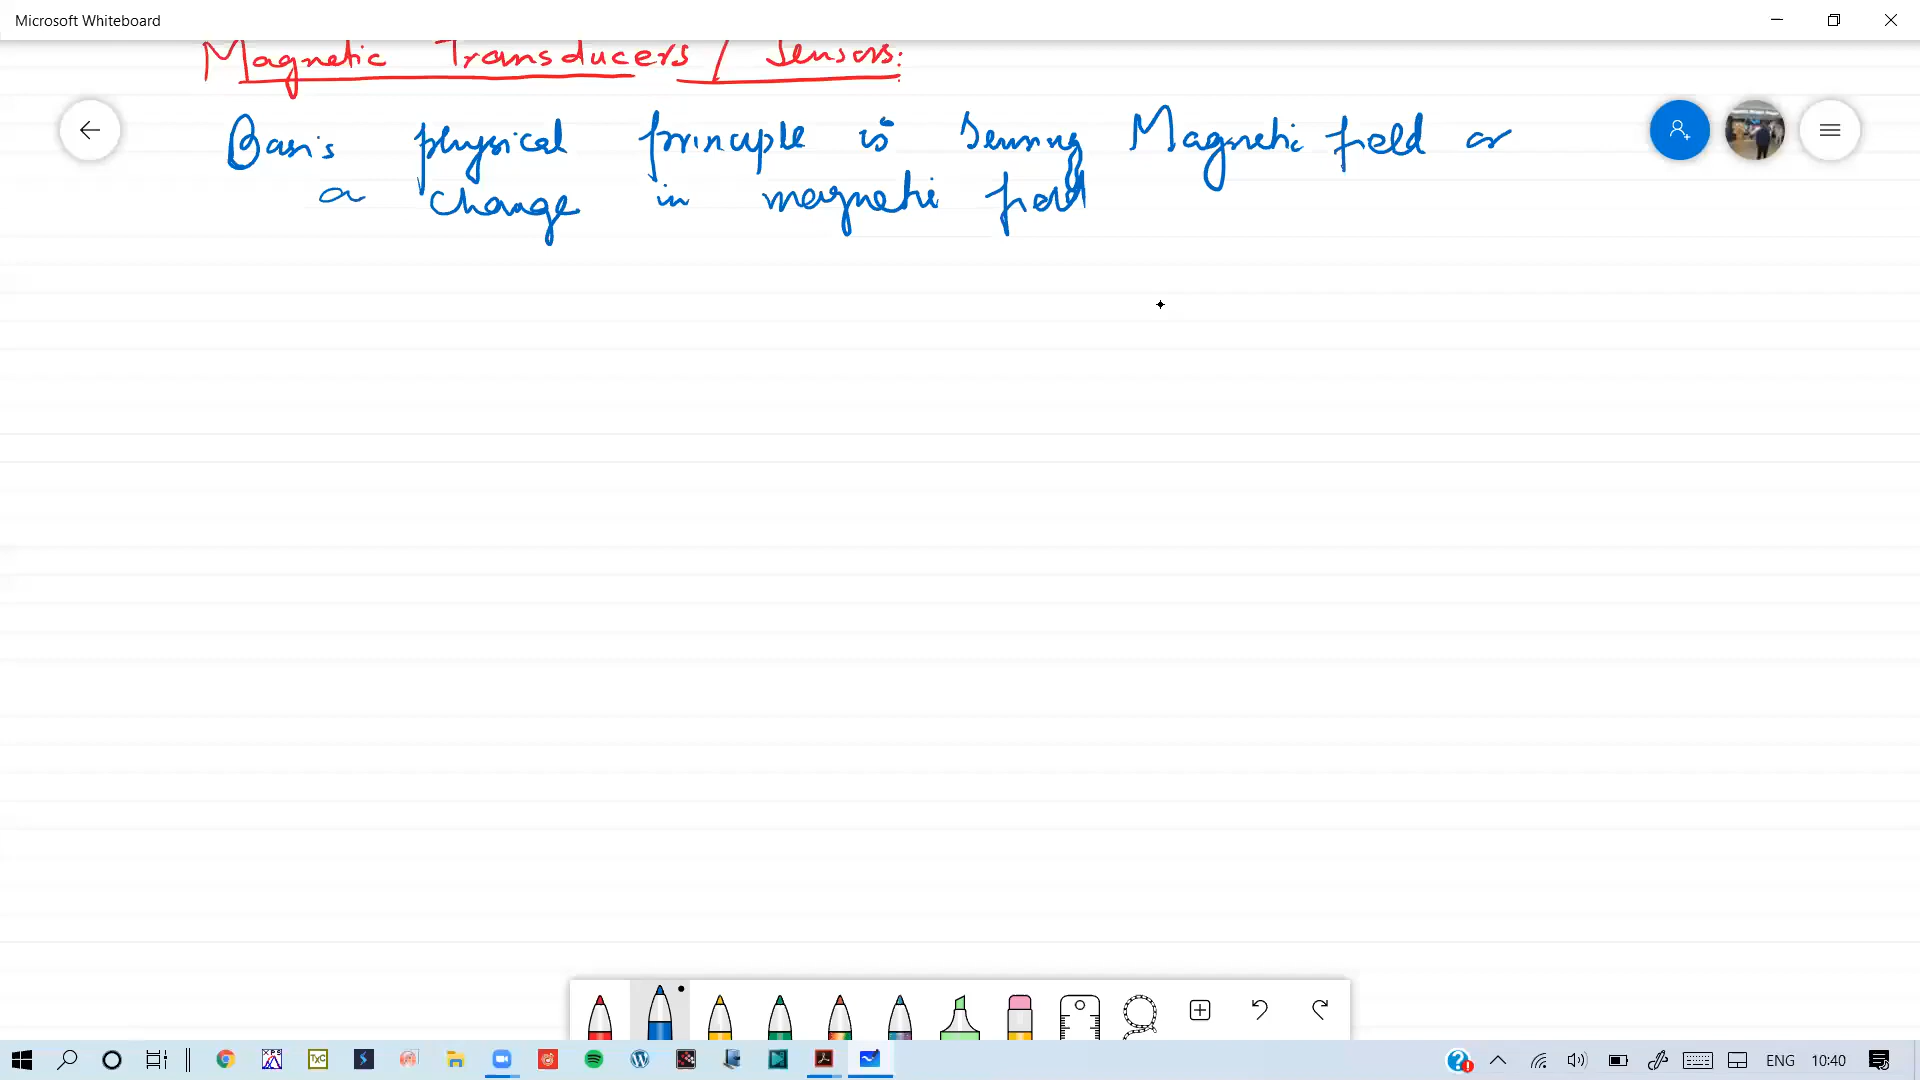 Microsoft Whiteboard
Magnetic Transducers / Sensors:
Basis physical principle is Sensing Magnetic field or
a change in magnetic field
ENG 10:40